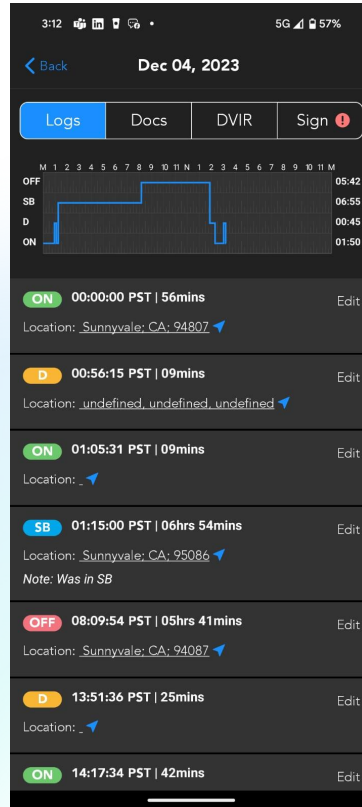 3:12 5G 57%
Back Dec 04, 2023
Logs Docs DVIR Sign !
M 1 2 3 4 5 6 7 8 9 10 11 N 1 2 3 4 5 6 7 8 9 10 11 M
OFF 05:42
SB 06:55
D 00:45
ON 01:50
ON 00:00:00 PST | 56mins Edit
Location: Sunnyvale; CA; 94807
D 00:56:15 PST | 09mins Edit
Location: undefined, undefined, undefined
ON 01:05:31 PST | 09mins Edit
Location:
SB 01:15:00 PST | 06hrs 54mins Edit
Location: Sunnyvale; CA; 95086
Note: Was in SB
OFF 08:09:54 PST | 05hrs 41mins Edit
Location: Sunnyvale; CA; 94087
D 13:51:36 PST | 25mins Edit
Location:
ON 14:17:34 PST | 42mins Edit